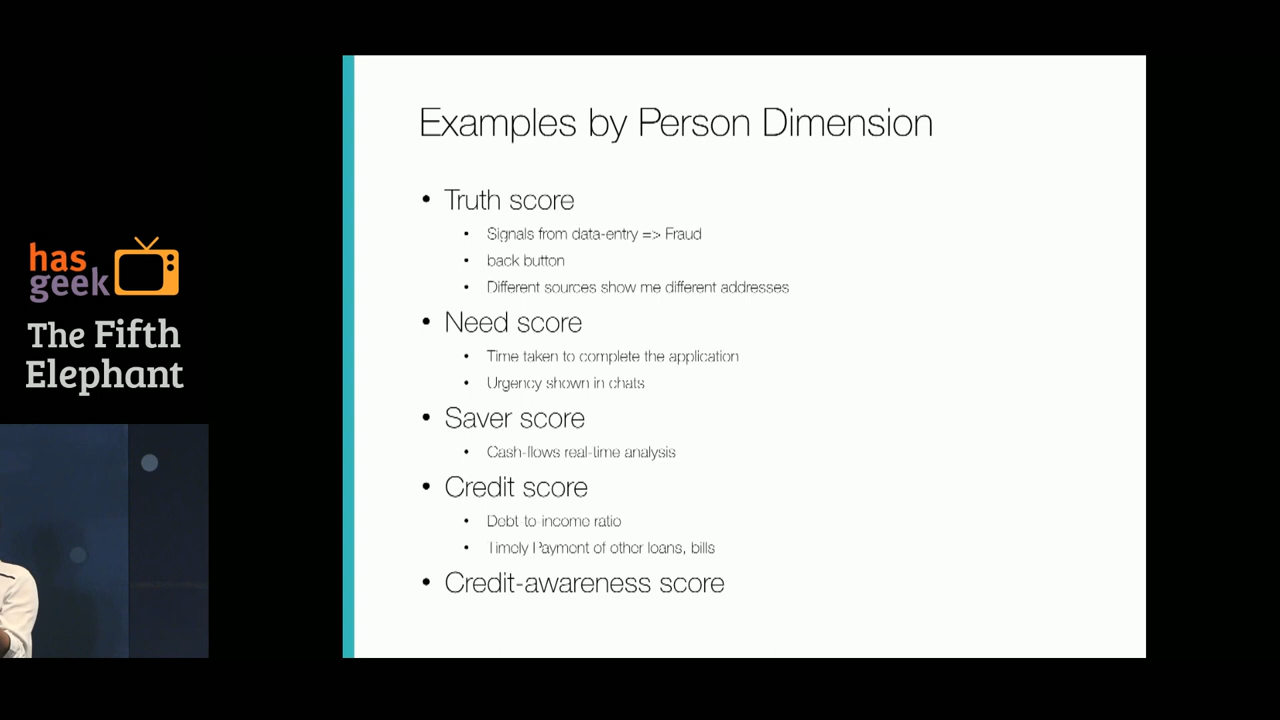 has
geek
The Fifth
Elephant
Examples by Person Dimension
• Truth score
• Signals from data-entry => Fraud
• back button
• Different sources show me different addresses
• Need score
• Time taken to complete the application
• Urgency shown in chats
• Saver score
• Cash-flows real-time analysis
• Credit score
• Debt-to-income ratio
• Timely Payment of other loans, bills
• Credit-awareness score